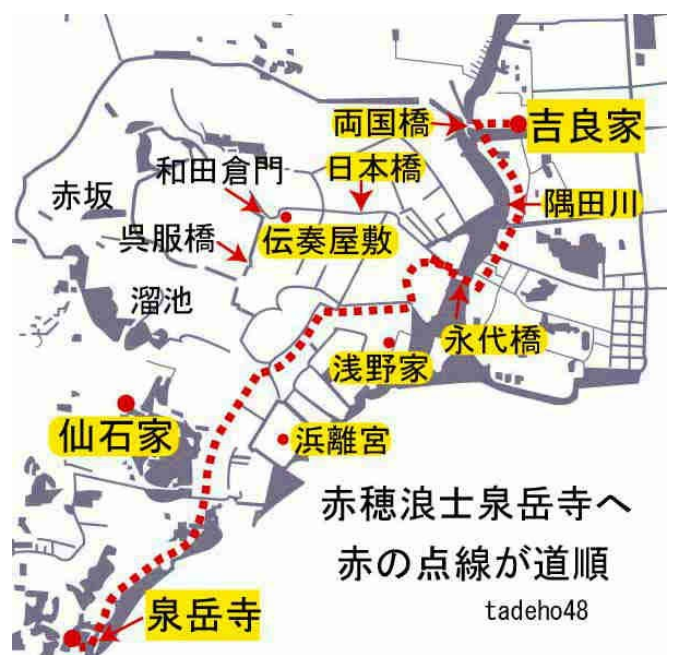 両国橋
吉良家
日本橋
和田倉門
赤坂
隅田川
伝奏屋敷
呉服橋
溜池
永代橋
浅野家
仙石家
浜離宮
赤穂浪士泉岳寺へ
赤の点線が道順
tadeho48
泉岳寺